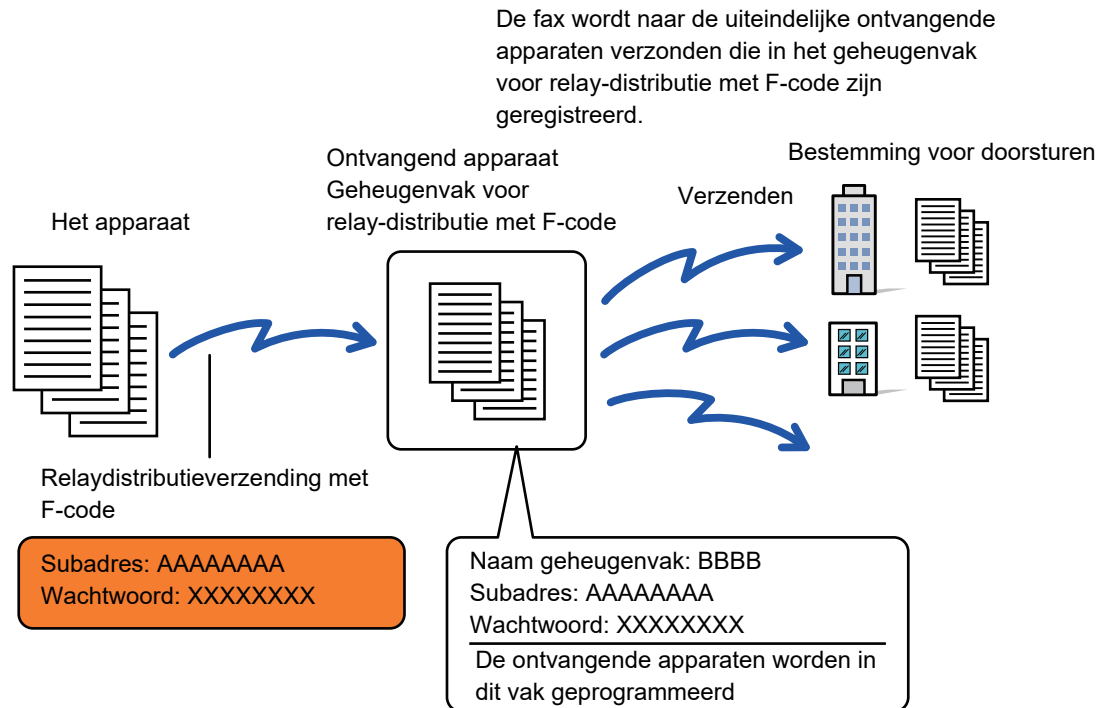 De fax wordt naar de uiteindelijke ontvangende
apparaten verzonden die in het geheugenvak
voor relay-distributie met F-code zijn
geregistreerd.
Ontvangend apparaat
Geheugenvak voor
relay-distributie met F-code
Bestemming voor doorsturen
Verzenden
Het apparaat
Relaydistributieverzending met
F-code
Subadres: AAAAAAAA
Wachtwoord: XXXXXXXX
Naam geheugenvak: BBBB
Subadres: AAAAAAAA
Wachtwoord: XXXXXXXX
De ontvangende apparaten worden in
dit vak geprogrammeerd